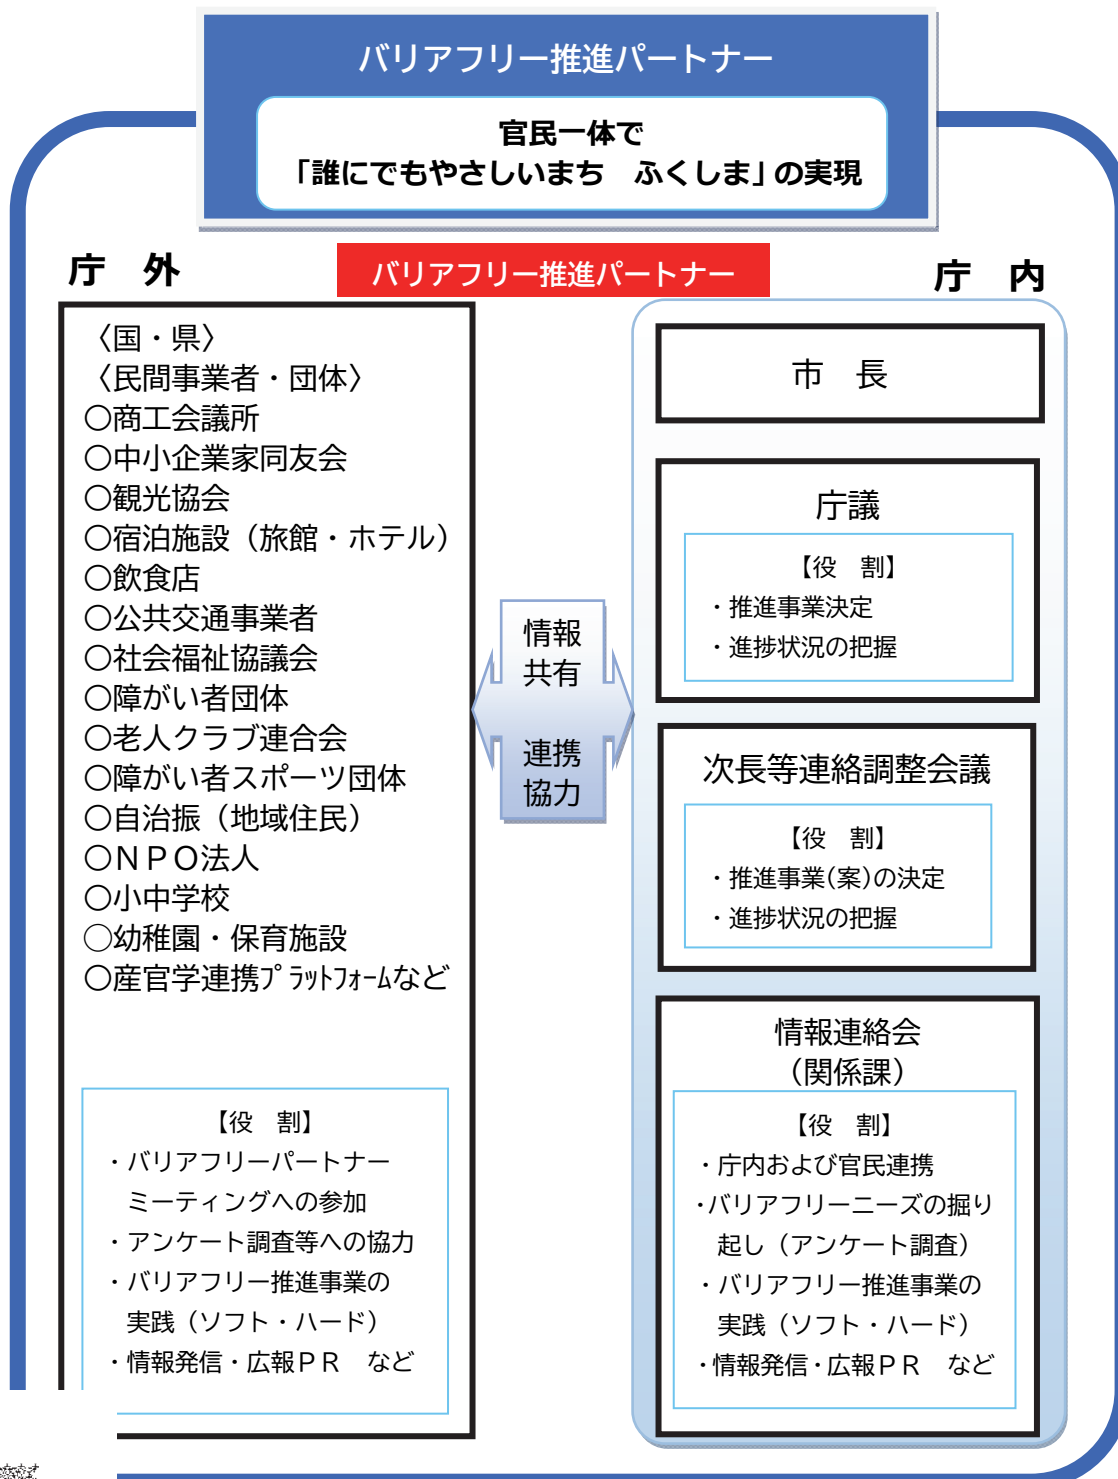 バリアフリー推進パートナー
官民一体で
「誰にでもやさしいまち　ふくしま」の実現
庁　外
バリアフリー推進パートナー
庁　内
〈国・県〉
〈民間事業者・団体〉
〇商工会議所
〇中小企業家同友会
〇観光協会
〇宿泊施設（旅館・ホテル）
〇飲食店
〇公共交通事業者
〇社会福祉協議会
〇障がい者団体
〇老人クラブ連合会
〇障がい者スポーツ団体
〇自治振（地域住民）
〇ＮＰＯ法人
〇小中学校
〇幼稚園・保育施設
〇産官学連携ﾌﾟﾗｯﾄﾌｫｰﾑなど
【役　割】
・バリアフリーパートナー
ミーティングへの参加
・アンケート調査等への協力
・バリアフリー推進事業の
実践（ソフト・ハード）
・情報発信・広報ＰＲ　など
情報
共有
連携
協力
市　長
庁議
【役　割】
・推進事業決定
・進捗状況の把握
次長等連絡調整会議
【役　割】
・推進事業(案)の決定
・進捗状況の把握
情報連絡会
（関係課）
【役　割】
・庁内および官民連携
・バリアフリーニーズの掘り
起し（アンケート調査）
・バリアフリー推進事業の
実践（ソフト・ハード）
・情報発信・広報ＰＲ　など